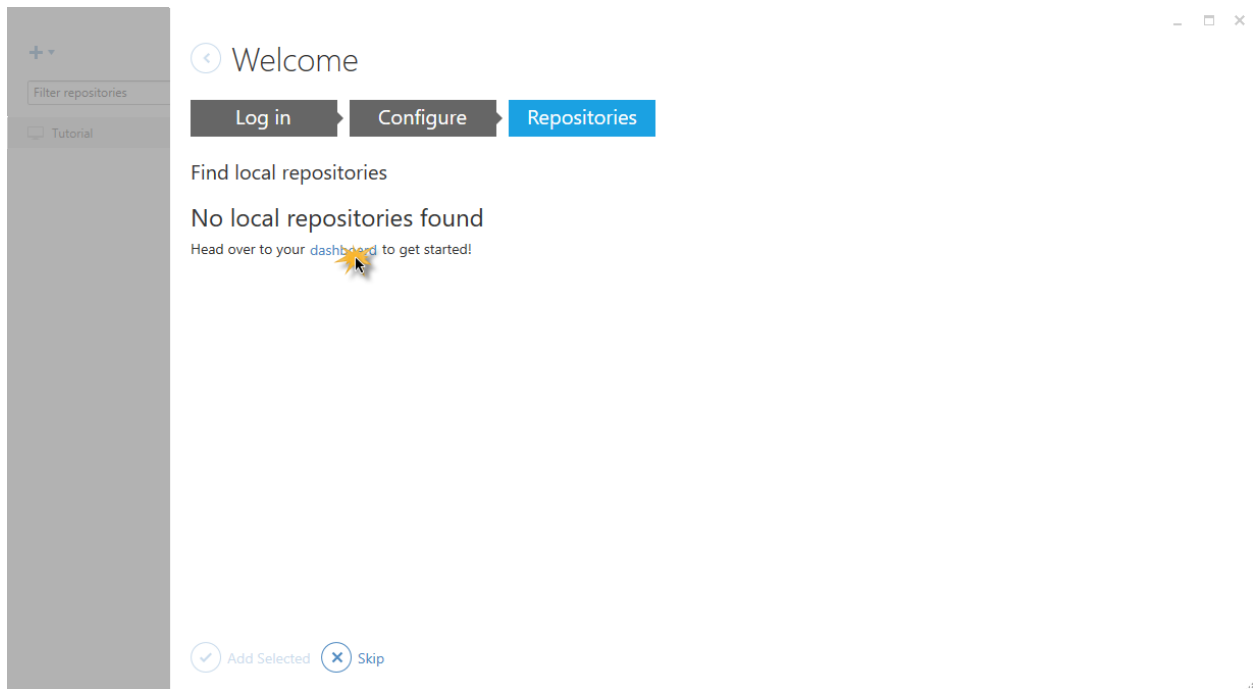 Welcome
Filter repositories
Tutorial
Log in Configure Repositories
Find local repositories
No local repositories found
Head over to your dashboard to get started!
Add Selected Skip